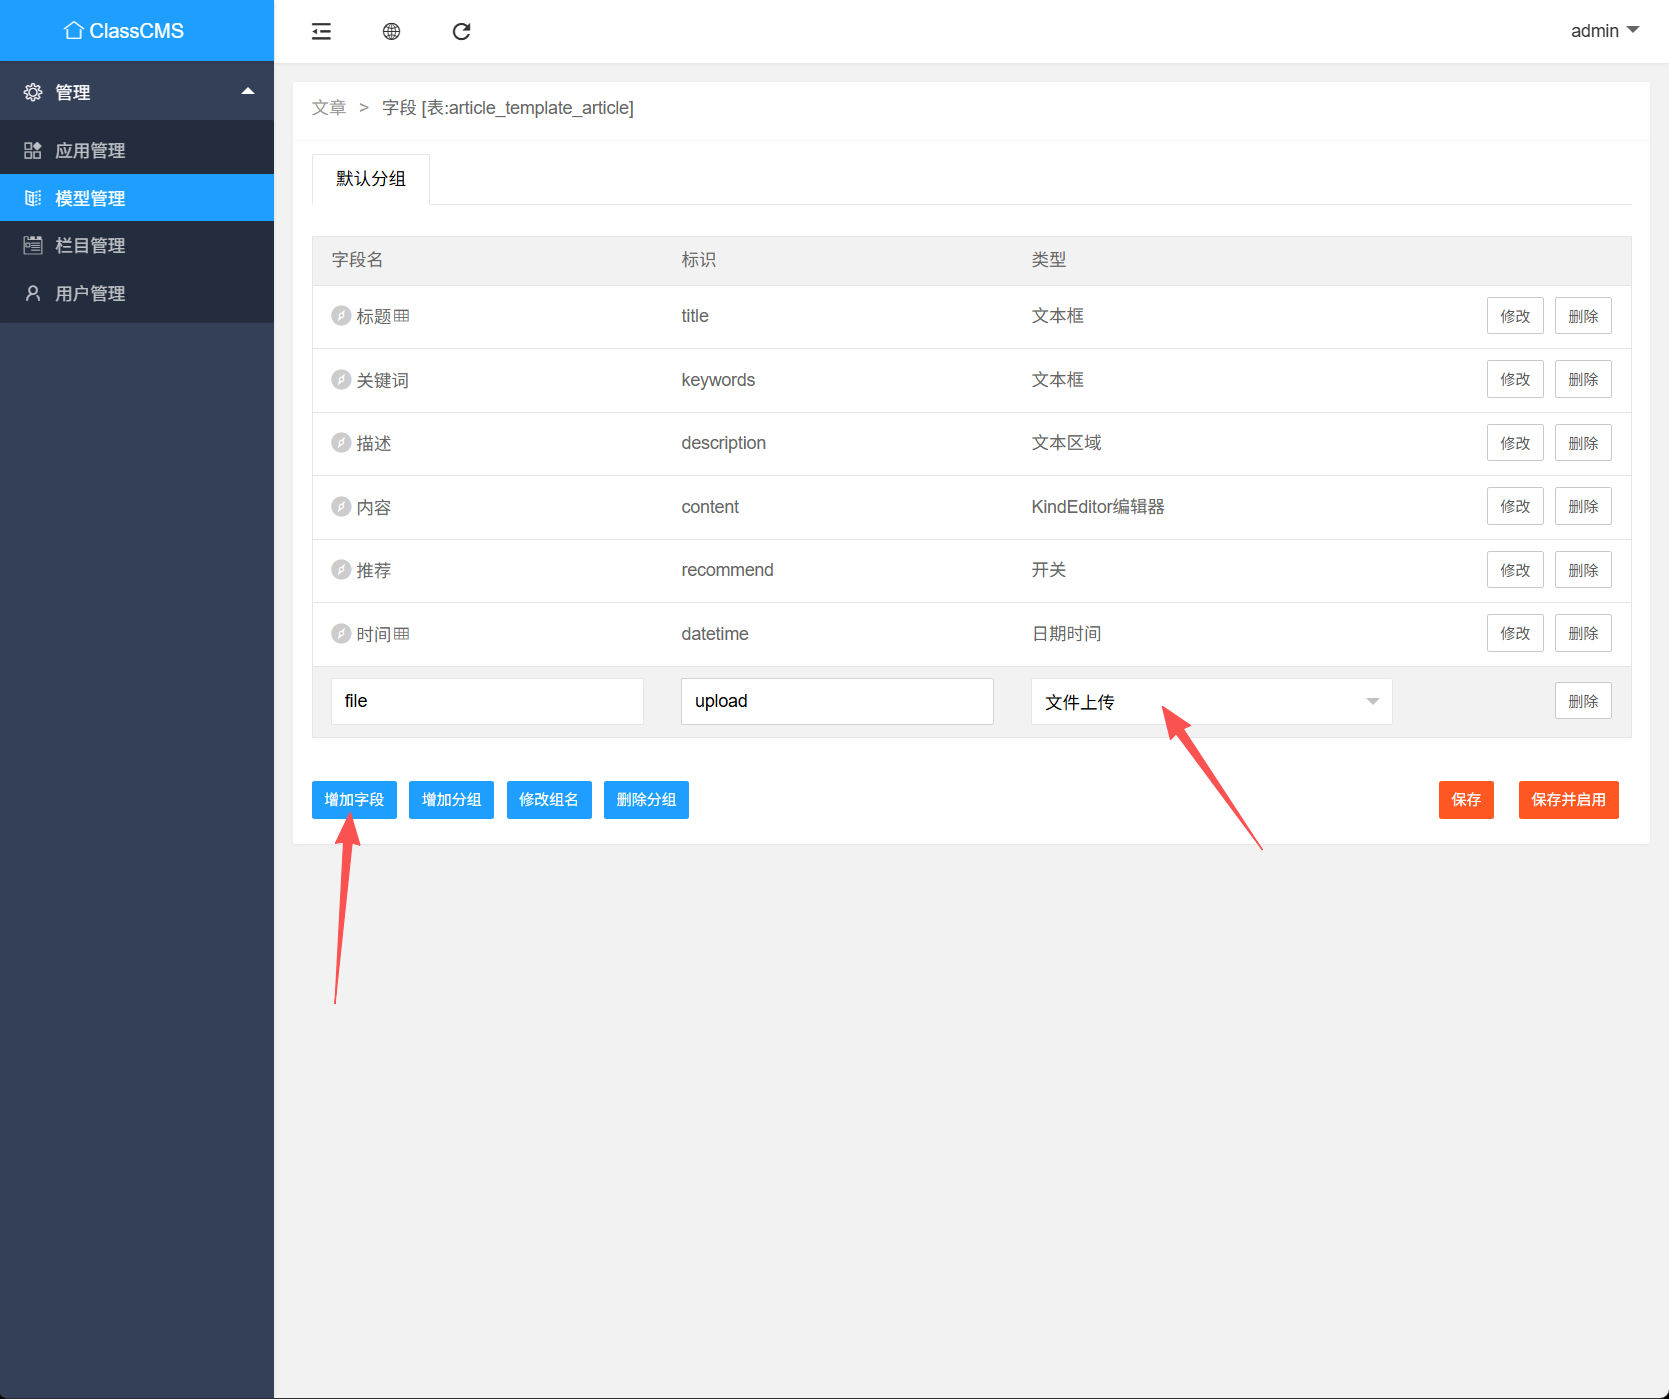 ClassCMS
admin
管理
应用管理
模型管理
栏目管理
用户管理
文章 > 字段 [表:article_template_article]
默认分组
字段名 标识 类型
标题 title 文本框 修改 删除
关键词 keywords 文本框 修改 删除
描述 description 文本区域 修改 删除
内容 content KindEditor编辑器 修改 删除
推荐 recommend 开关 修改 删除
时间 datetime 日期时间 修改 删除
file upload 文件上传 删除
增加字段 增加分组 修改组名 删除分组 保存 保存并启用